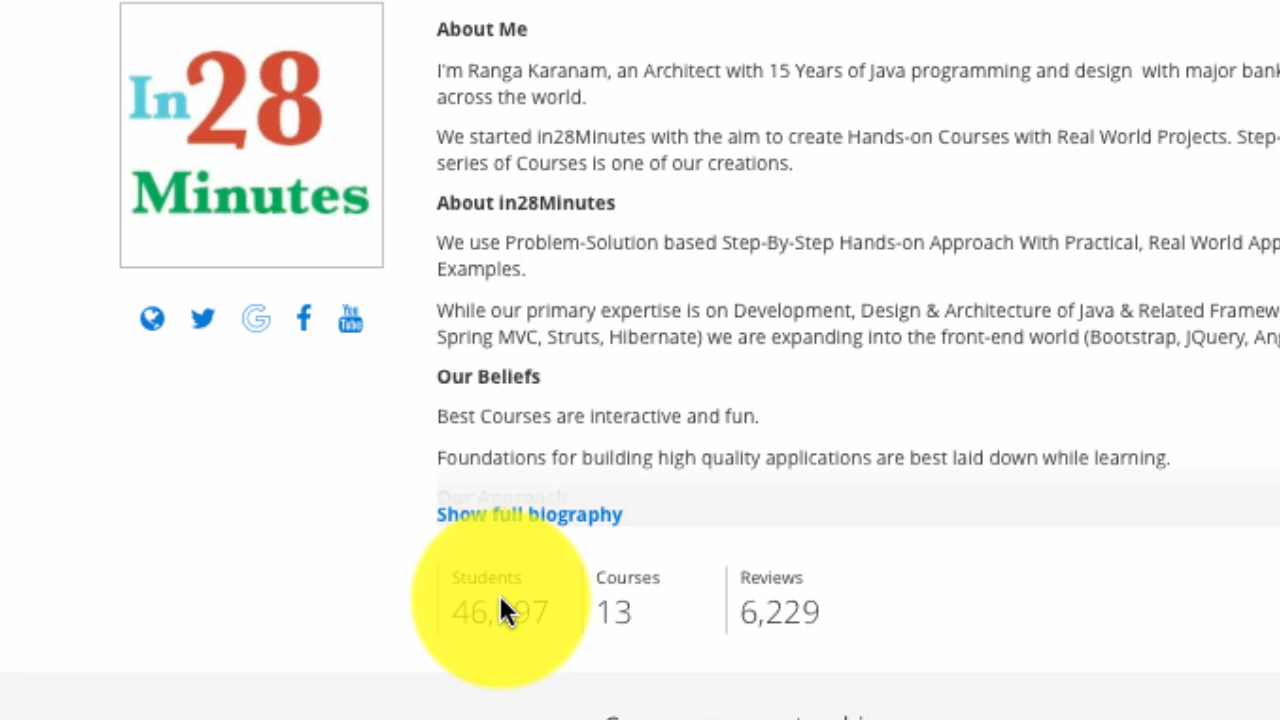 In28
Minutes
You
Tube
About Me
I'm Ranga Karanam, an Architect with 15 Years of Java programming and design with major bank
across the world.
We started in28Minutes with the aim to create Hands-on Courses with Real World Projects. Step-
series of Courses is one of our creations.
About in28Minutes
We use Problem-Solution based Step-By-Step Hands-on Approach With Practical, Real World App
Examples.
While our primary expertise is on Development, Design & Architecture of Java & Related Framew
Spring MVC, Struts, Hibernate) we are expanding into the front-end world (Bootstrap, JQuery, An
Our Beliefs
Best Courses are interactive and fun.
Foundations for building high quality applications are best laid down while learning.
Our Approach
Show full biography
Students Courses Reviews
13 6,229